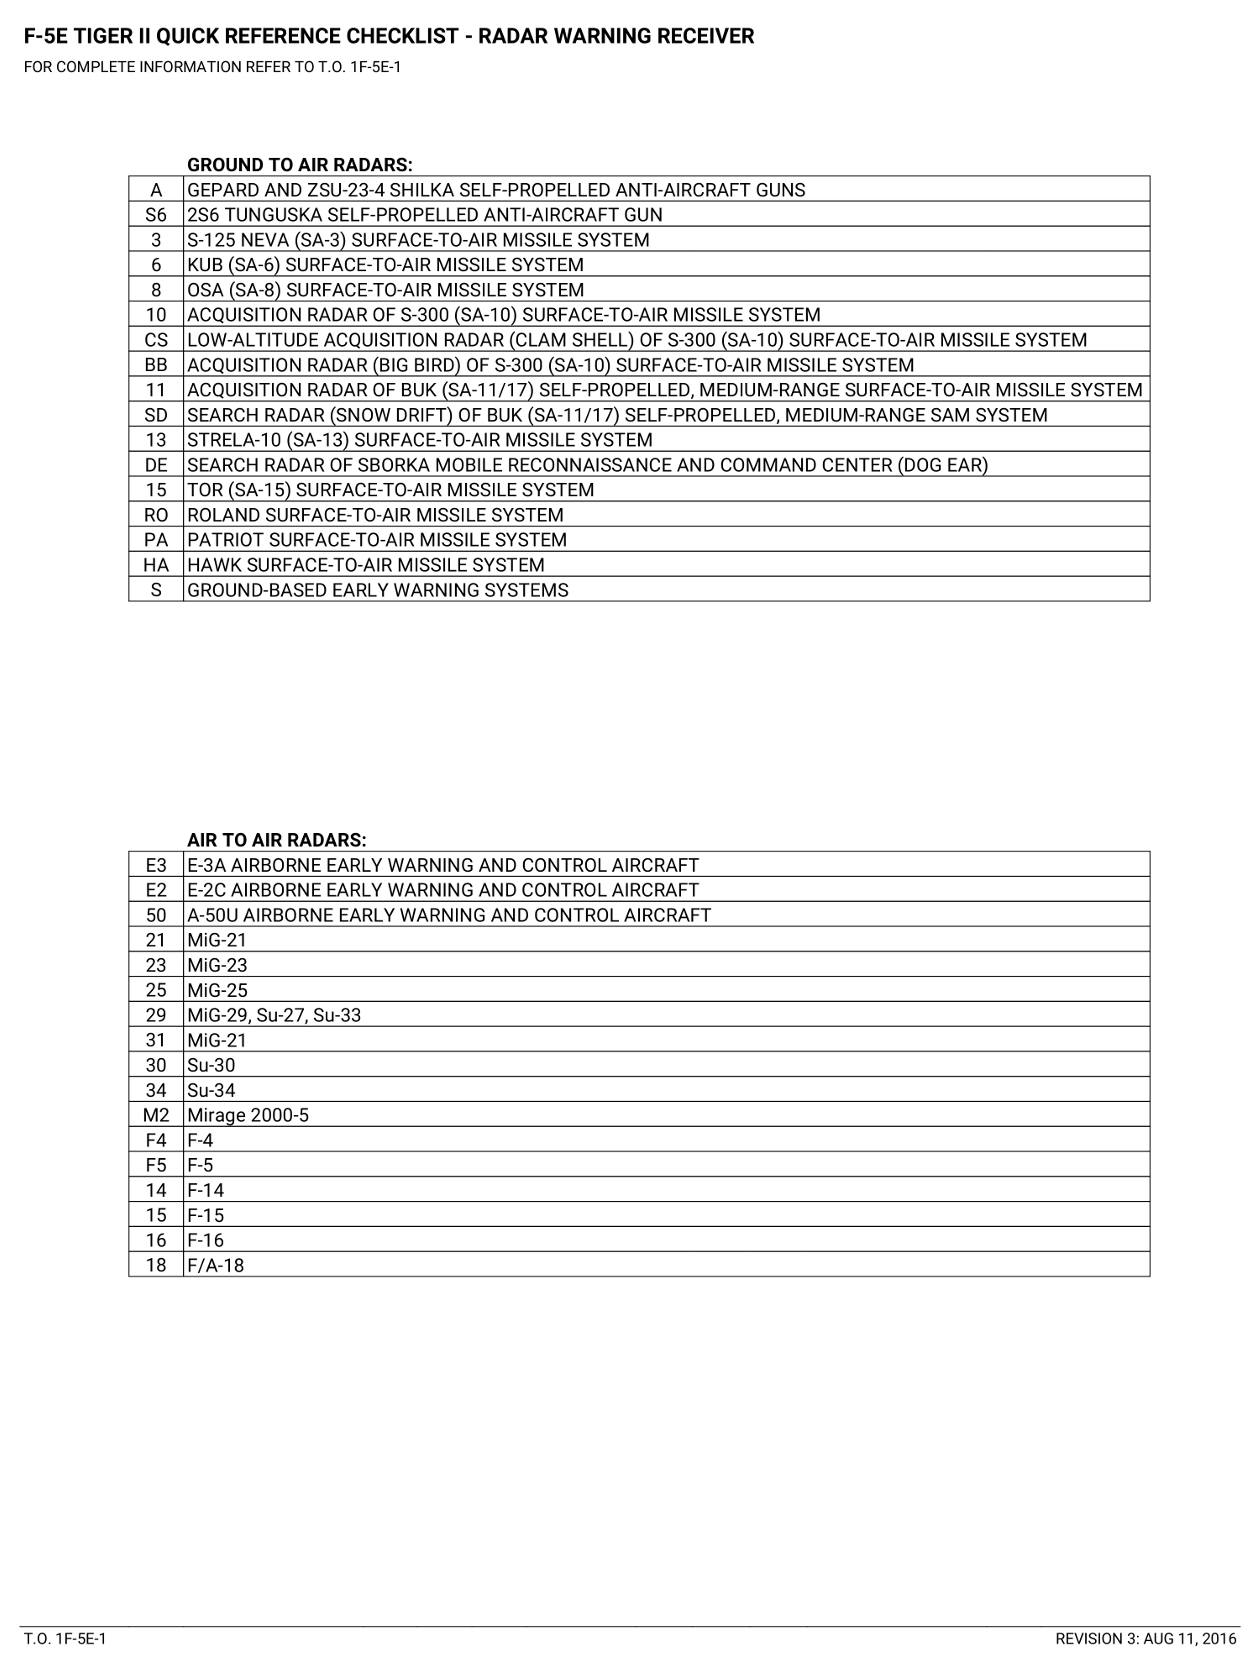 F-5E TIGER II QUICK REFERENCE CHECKLIST - RADAR WARNING RECEIVER
FOR COMPLETE INFORMATION REFER TO T.O. 1F-5E-1
GROUND TO AIR RADARS:
A GEPARD AND ZSU-23-4 SHILKA SELF-PROPELLED ANTI-AIRCRAFT GUNS
S6 2S6 TUNGUSKA SELF-PROPELLED ANTI-AIRCRAFT GUN
3 S-125 NEVA (SA-3) SURFACE-TO-AIR MISSILE SYSTEM
6 KUB (SA-6) SURFACE-TO-AIR MISSILE SYSTEM
8 OSA (SA-8) SURFACE-TO-AIR MISSILE SYSTEM
10 ACQUISITION RADAR OF S-300 (SA-10) SURFACE-TO-AIR MISSILE SYSTEM
CS LOW-ALTITUDE ACQUISITION RADAR (CLAM SHELL) OF S-300 (SA-10) SURFACE-TO-AIR MISSILE SYSTEM
BB ACQUISITION RADAR (BIG BIRD) OF S-300 (SA-10) SURFACE-TO-AIR MISSILE SYSTEM
11 ACQUISITION RADAR OF BUK (SA-11/17) SELF-PROPELLED, MEDIUM-RANGE SURFACE-TO-AIR MISSILE SYSTEM
SD SEARCH RADAR (SNOW DRIFT) OF BUK (SA-11/17) SELF-PROPELLED, MEDIUM-RANGE SAM SYSTEM
13 STRELA-10 (SA-13) SURFACE-TO-AIR MISSILE SYSTEM
DE SEARCH RADAR OF SBORKA MOBILE RECONNAISSANCE AND COMMAND CENTER (DOG EAR)
15 TOR (SA-15) SURFACE-TO-AIR MISSILE SYSTEM
RO ROLAND SURFACE-TO-AIR MISSILE SYSTEM
PA PATRIOT SURFACE-TO-AIR MISSILE SYSTEM
HA HAWK SURFACE-TO-AIR MISSILE SYSTEM
S GROUND-BASED EARLY WARNING SYSTEMS
AIR TO AIR RADARS:
E3 E-3A AIRBORNE EARLY WARNING AND CONTROL AIRCRAFT
E2 E-2C AIRBORNE EARLY WARNING AND CONTROL AIRCRAFT
50 A-50U AIRBORNE EARLY WARNING AND CONTROL AIRCRAFT
21 MiG-21
23 MiG-23
25 MiG-25
29 MiG-29, Su-27, Su-33
31 MiG-21
30 Su-30
34 Su-34
M2 Mirage 2000-5
F4 F-4
F5 F-5
14 F-14
15 F-15
16 F-16
18 F/A-18
T.O. 1F-5E-1 REVISION 3: AUG 11, 2016